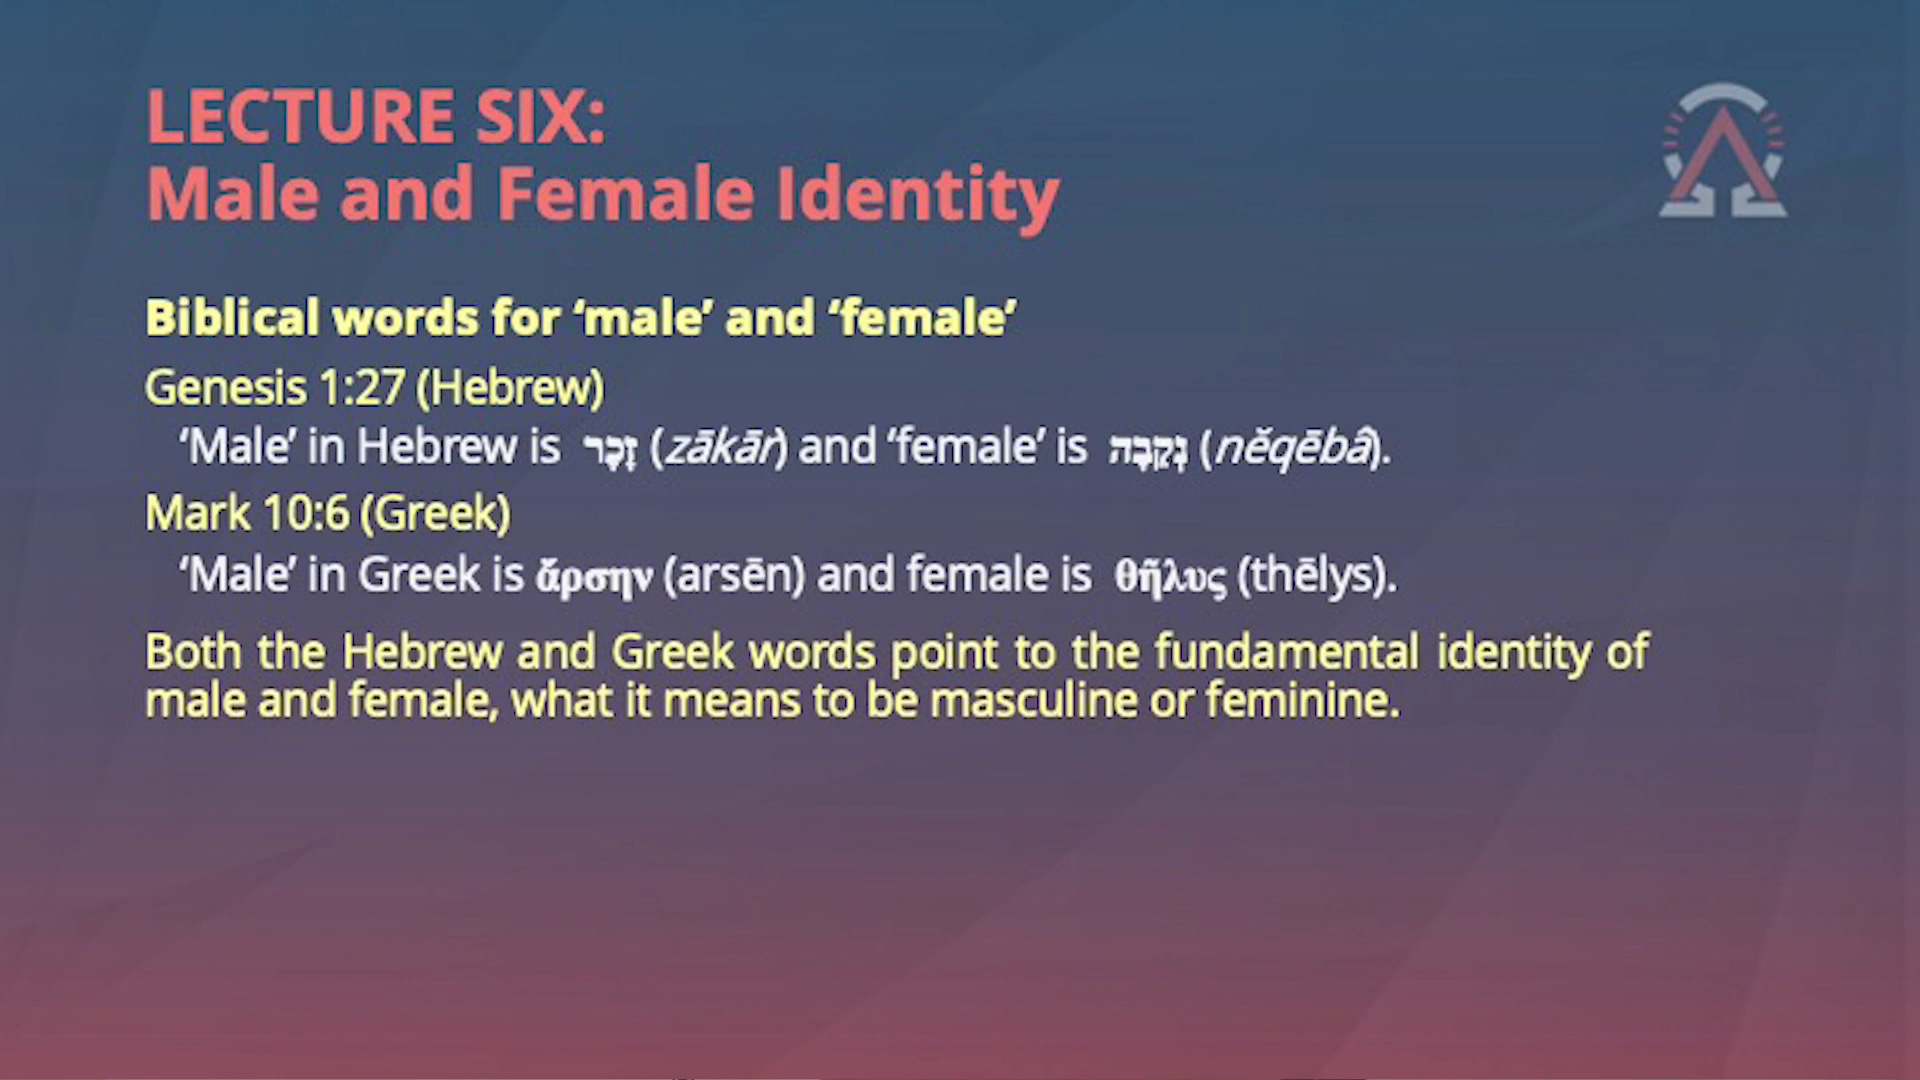 LECTURE SIX:
Male and Female Identity
Biblical words for ‘male’ and ‘female’
Genesis 1:27 (Hebrew)
‘Male’ in Hebrew is זָכָר (zākār) and ‘female’ is נְקֵבָה (nĕqēbâ).
Mark 10:6 (Greek)
‘Male’ in Greek is ἄρσην (arsēn) and female is θῆλυς (thēlys).
Both the Hebrew and Greek words point to the fundamental identity of
male and female, what it means to be masculine or feminine.